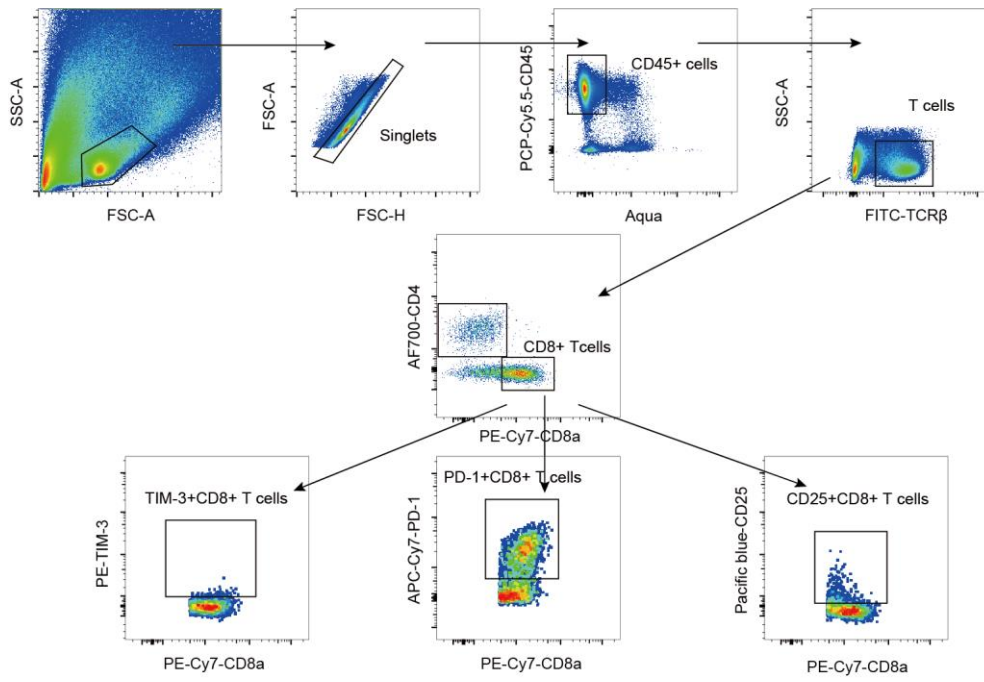 SSC-A
FSC-A
FSC-A
Singlets
FSC-H
PCP-Cy5.5-CD45
CD45+ cells
Aqua
SSC-A
T cells
FITC-TCRβ
AF700-CD4
CD8+ Tcells
PE-Cy7-CD8a
PE-TIM-3
TIM-3+CD8+ T cells
PE-Cy7-CD8a
APC-Cy7-PD-1
PD-1+CD8+ T cells
PE-Cy7-CD8a
Pacific blue-CD25
CD25+CD8+ T cells
PE-Cy7-CD8a